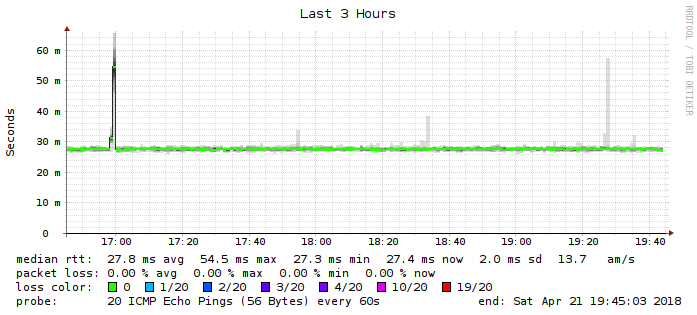 Last 3 Hours
RRDTOOL / TOBI OETIKER
Seconds
60 m
50 m
40 m
30 m
20 m
10 m
0
17:00 17:20 17:40 18:00 18:20 18:40 19:00 19:20 19:40
median rtt: 27.8 ms avg 54.5 ms max 27.3 ms min 27.4 ms now 2.0 ms sd 13.7 am/s
packet loss: 0.00 % avg 0.00 % max 0.00 % min 0.00 % now
loss color: 0 1/20 2/20 3/20 4/20 10/20 19/20
probe: 20 ICMP Echo Pings (56 Bytes) every 60s end: Sat Apr 21 19:45:03 2018